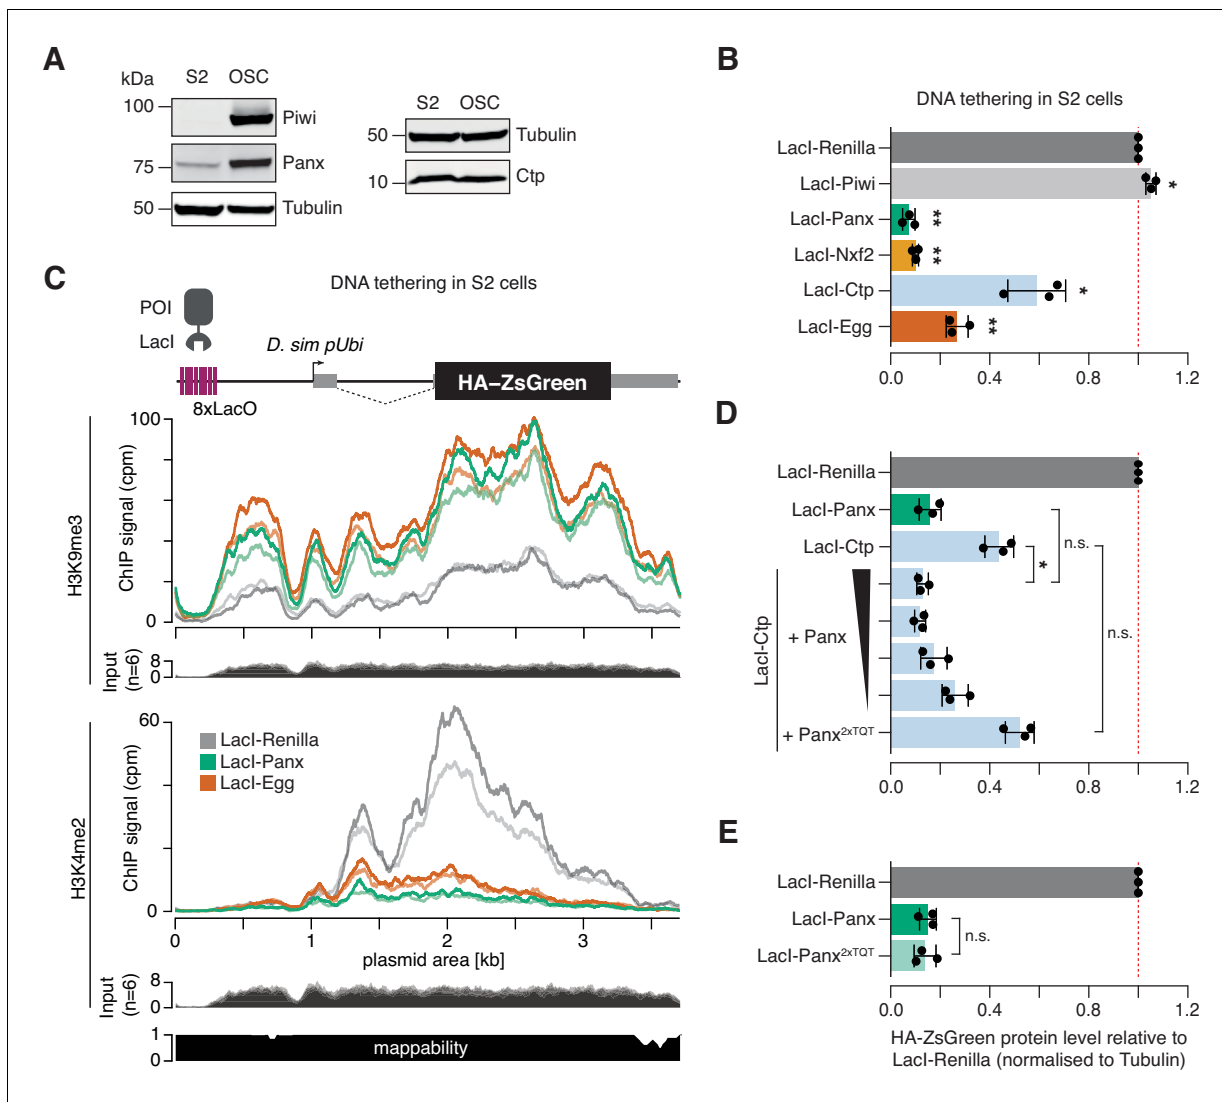 A
kDa
S2 OSC
100
Piwi
75
Panx
50
Tubulin
S2 OSC
50
Tubulin
10
Ctp
B
DNA tethering in S2 cells
LacI-Renilla
LacI-Piwi
*
LacI-Panx
**
LacI-Nxf2
**
LacI-Ctp
*
LacI-Egg
**
0.0 0.4 0.8 1.2
C
DNA tethering in S2 cells
POI
LacI
D. sim pUbi
HA–ZsGreen
8xLacO
H3K9me3
ChIP signal (cpm)
100
0
Input
(n=6)
8
0
H3K4me2
ChIP signal (cpm)
60
0
LacI-Renilla
LacI-Panx
LacI-Egg
0 1 2 3
plasmid area [kb]
Input
(n=6)
8
0
1
0
mappability
D
LacI-Renilla
LacI-Panx
LacI-Ctp
LacI-Ctp
+ Panx
+ Panx2xTQT
*
n.s.
n.s.
0.0 0.4 0.8 1.2
E
LacI-Renilla
LacI-Panx
LacI-Panx2xTQT
n.s.
0.0 0.4 0.8 1.2
HA-ZsGreen protein level relative to
LacI-Renilla (normalised to Tubulin)